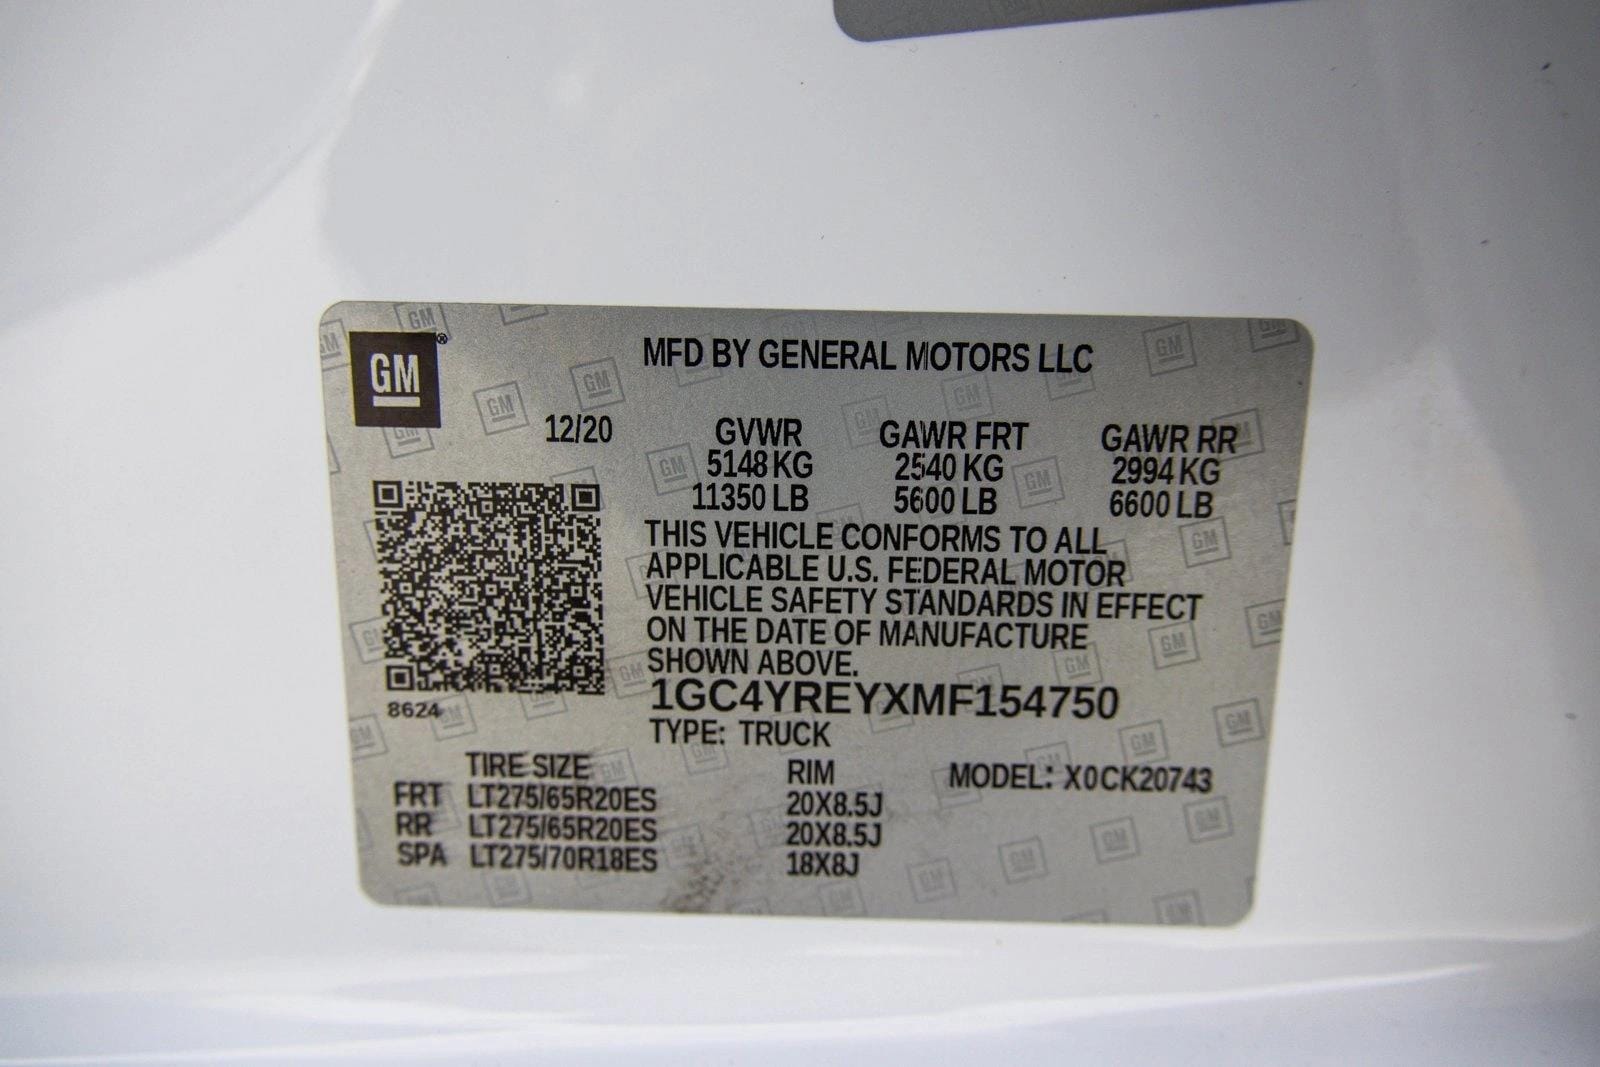 GM®
MFD BY GENERAL MOTORS LLC
12/20 GVWR GAWR FRT GAWR RR
5148 KG 2540 KG 2994 KG
11350 LB 5600 LB 6600 LB
THIS VEHICLE CONFORMS TO ALL
APPLICABLE U.S. FEDERAL MOTOR
VEHICLE SAFETY STANDARDS IN EFFECT
ON THE DATE OF MANUFACTURE
SHOWN ABOVE.
8624
1GC4YREYXMF154750
TYPE: TRUCK
TIRE SIZE RIM MODEL: X0CK20743
FRT LT275/65R20ES 20X8.5J
RR LT275/65R20ES 20X8.5J
SPA LT275/70R18ES 18X8J